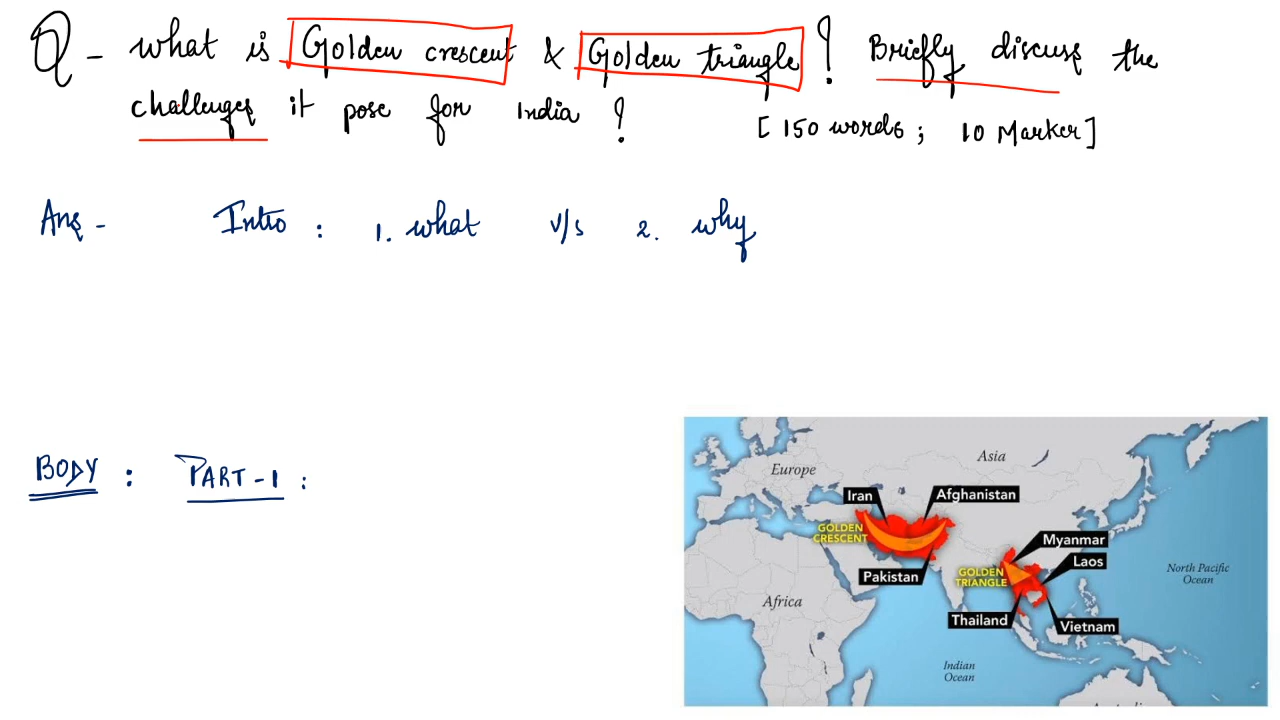 Q - what is Golden crescent & Golden triangle ? Briefly discuss the
challenges it pose for India ?
[150 words ; 10 Marker]
Ans - Intro : 1. what v/s 2. why
BODY : PART-1 :
Europe
Asia
Iran
Afghanistan
GOLDEN
CRESCENT
Pakistan
Myanmar
Laos
GOLDEN
TRIANGLE
Thailand
Vietnam
Africa
North Pacific
Ocean
Indian
Ocean
Australia